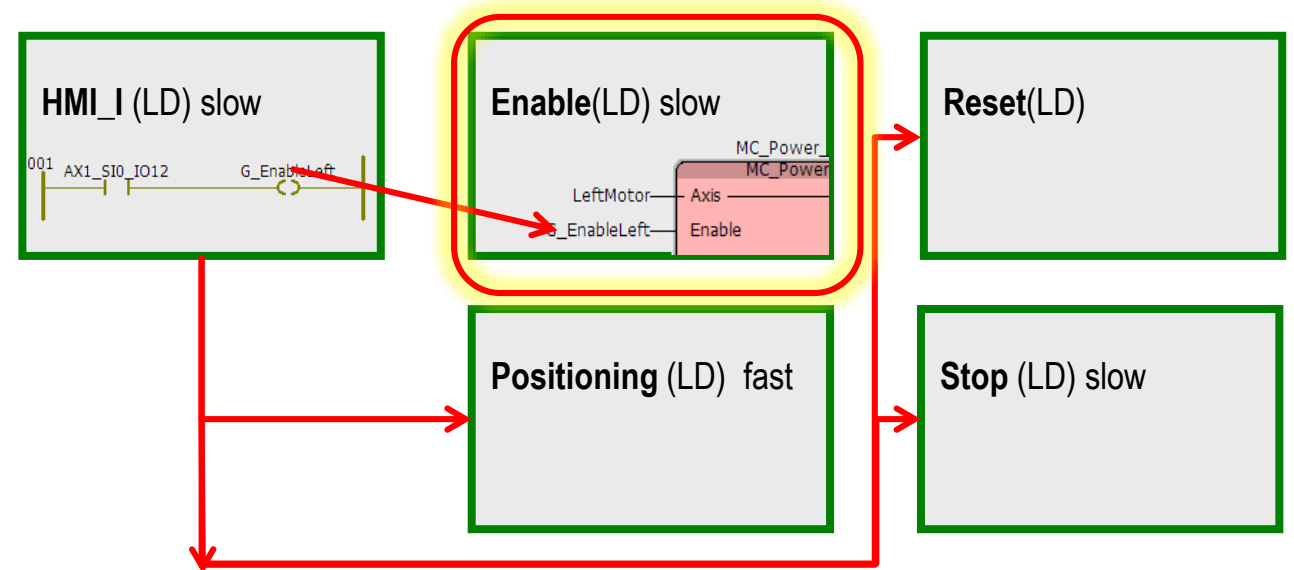 HMI_I (LD) slow
001
AX1_SI0_IO12
G_EnableLeft
Enable(LD) slow
MC_Power_
MC_Power
LeftMotor
Axis
G_EnableLeft
Enable
Reset(LD)
Positioning (LD) fast
Stop (LD) slow